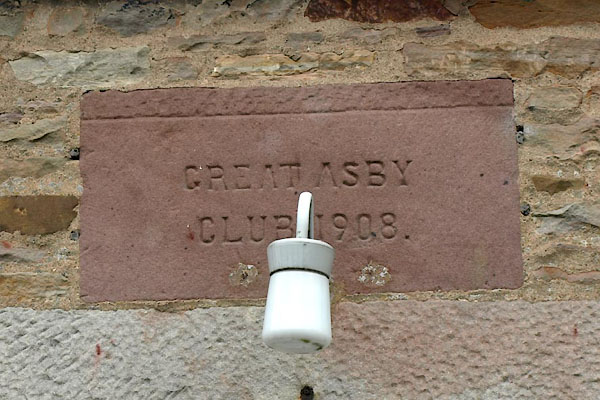 GREAT ASBY
CLUB 1908.